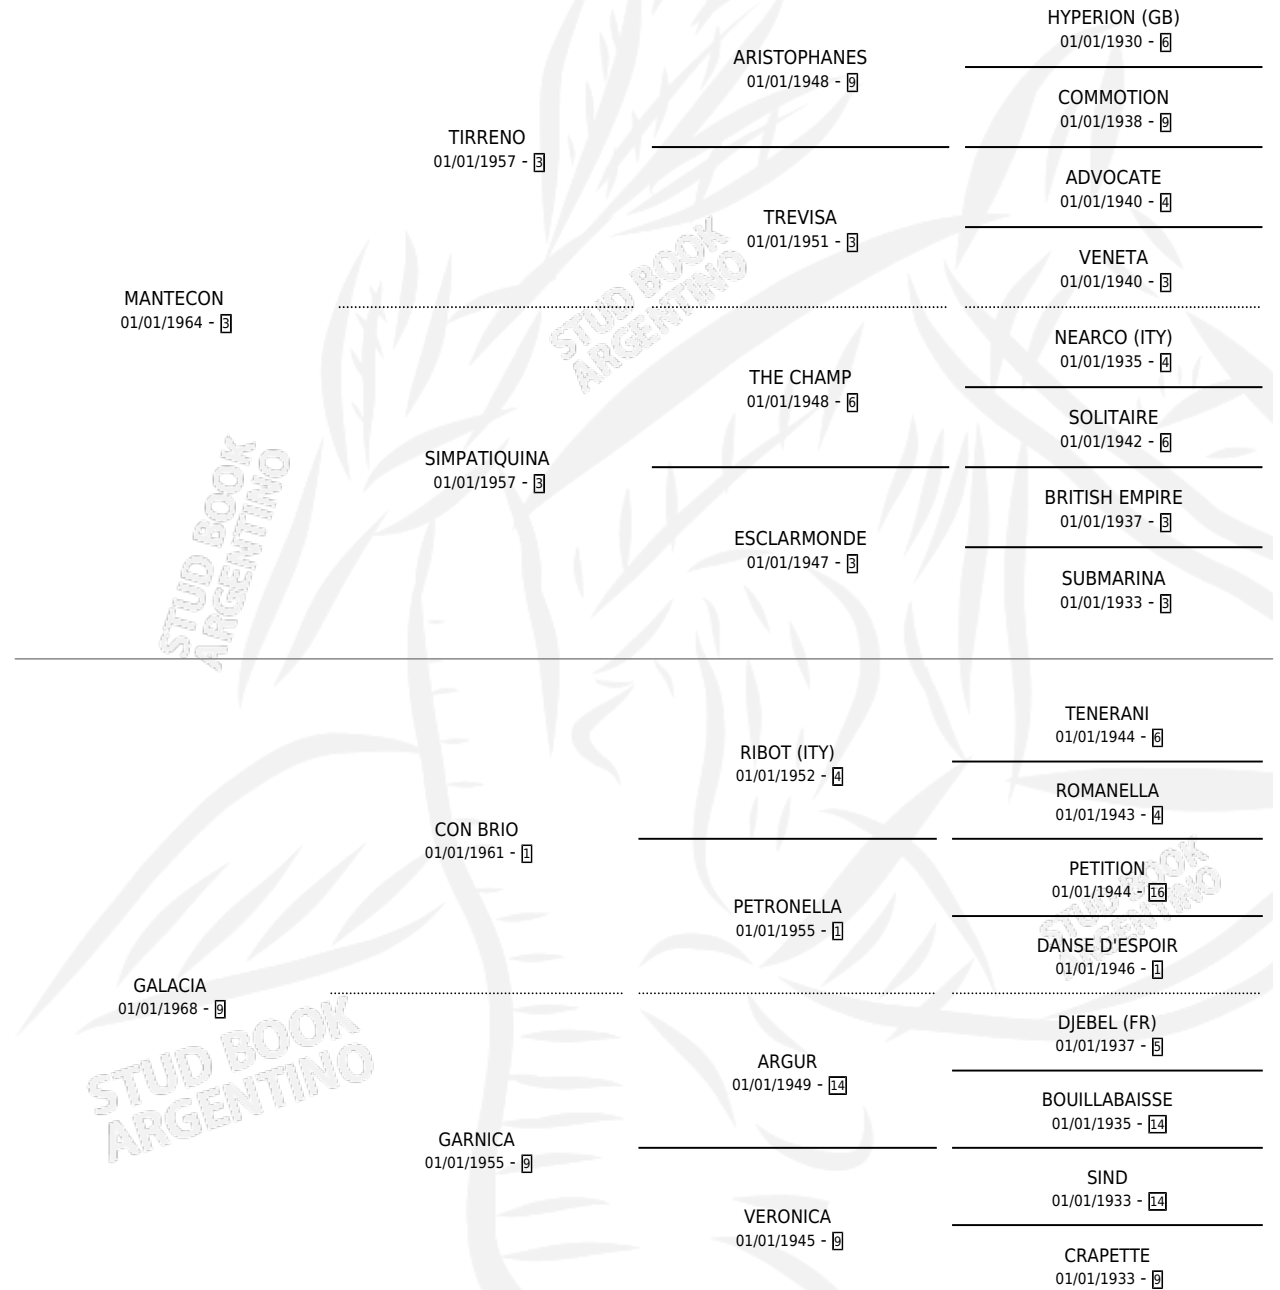 HYPERION (GB)
01/01/1930 - 6
ARISTOPHANES
01/01/1948 - 9
COMMOTION
01/01/1938 - 9
TIRRENO
01/01/1957 - 3
ADVOCATE
01/01/1940 - 4
TREVISA
01/01/1951 - 3
VENETA
01/01/1940 - 3
MANTECON
01/01/1964 - 3
NEARCO (ITY)
01/01/1935 - 4
THE CHAMP
01/01/1948 - 6
SOLITAIRE
01/01/1942 - 6
SIMPATIQUINA
01/01/1957 - 3
BRITISH EMPIRE
01/01/1937 - 3
ESCLARMONDE
01/01/1947 - 3
SUBMARINA
01/01/1933 - 3
STUD BOOK
ARGENTINO
STUD BOOK
ARGENTINO
TENERANI
01/01/1944 - 6
RIBOT (ITY)
01/01/1952 - 4
ROMANELLA
01/01/1943 - 4
CON BRIO
01/01/1961 - 1
PETITION
01/01/1944 - 16
PETRONELLA
01/01/1955 - 1
DANSE D'ESPOIR
01/01/1946 - 1
GALACIA
01/01/1968 - 9
DJEBEL (FR)
01/01/1937 - 5
ARGUR
01/01/1949 - 14
BOUILLABAISSE
01/01/1935 - 14
GARNICA
01/01/1955 - 9
SIND
01/01/1933 - 14
VERONICA
01/01/1945 - 9
CRAPETTE
01/01/1933 - 9
STUD BOOK
ARGENTINO
STUD BOOK
ARGENTINO